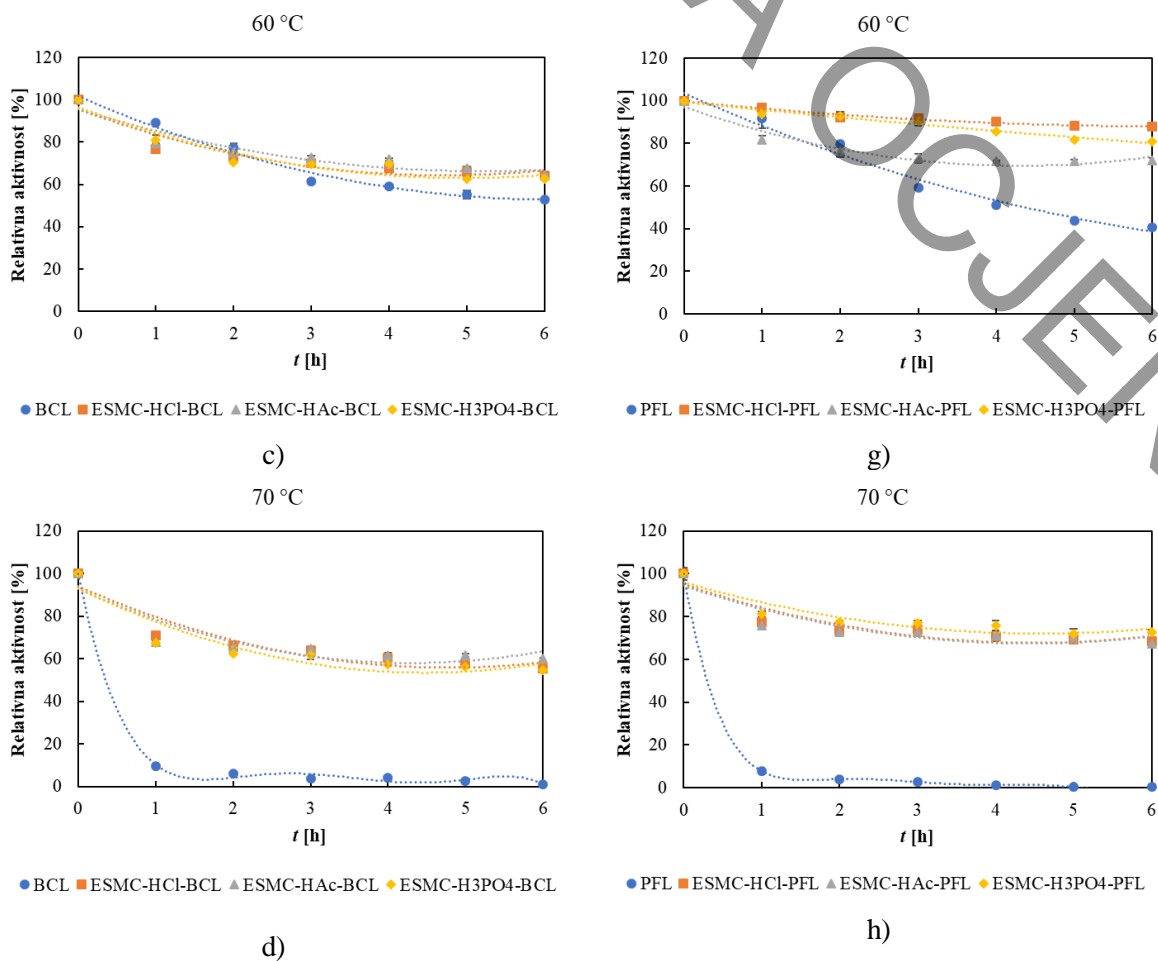 60 °C
120
100
80
60
40
20
0
0 1 2 3 4 5 6
Relativna aktivnost [%]
t [h]
BCL ESMC-HCl-BCL ESMC-HAc-BCL ESMC-H3PO4-BCL
c)
60 °C
120
100
80
60
40
20
0
0 1 2 3 4 5 6
Relativna aktivnost [%]
t [h]
PFL ESMC-HCl-PFL ESMC-HAc-PFL ESMC-H3PO4-PFL
g)
70 °C
120
100
80
60
40
20
0
0 1 2 3 4 5 6
Relativna aktivnost [%]
t [h]
BCL ESMC-HCl-BCL ESMC-HAc-BCL ESMC-H3PO4-BCL
d)
70 °C
120
100
80
60
40
20
0
0 1 2 3 4 5 6
Relativna aktivnost [%]
t [h]
PFL ESMC-HCl-PFL ESMC-HAc-PFL ESMC-H3PO4-PFL
h)